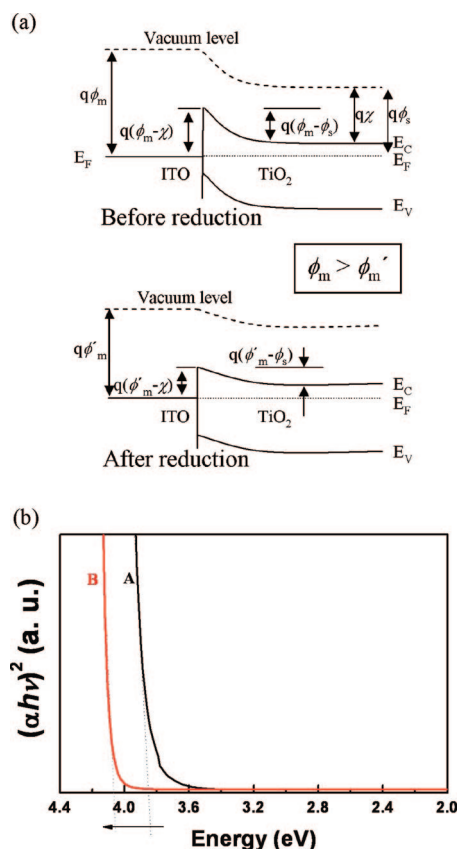 (a)
Vacuum level
qϕm
q(ϕm-χ)
q(ϕm-ϕs)
qχ
qϕs
EC
EF
EF
ITO
TiO2
Before reduction
EV
ϕm > ϕm´
Vacuum level
qϕ´m
q(ϕ´m-ϕs)
q(ϕ´m-χ)
EC
EF
ITO
TiO2
After reduction
EV
(b)
B
A
(αhν)2 (a. u.)
4.4 4.0 3.6 3.2 2.8 2.4 2.0
Energy (eV)